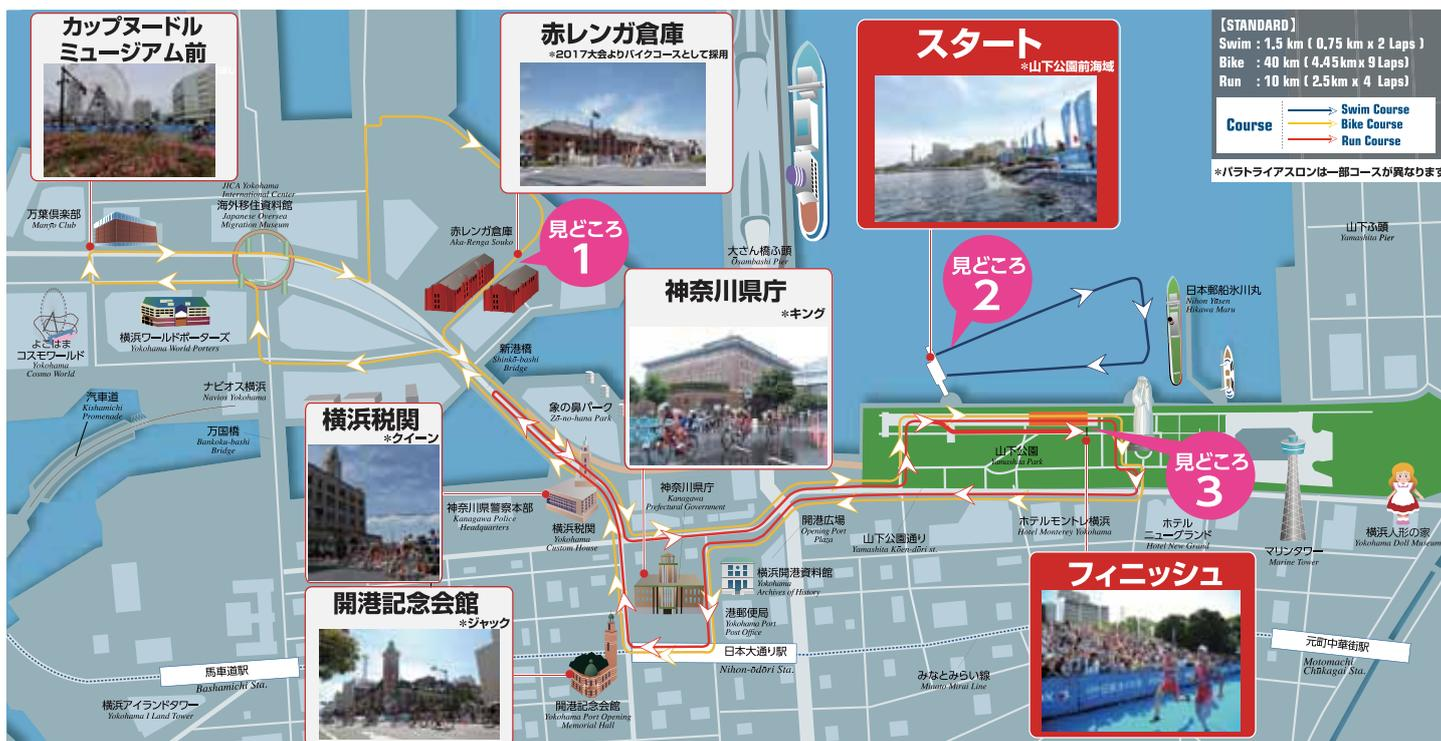 カップヌードル
ミュージアム前
赤レンガ倉庫
*2017大会よりバイクコースとして採用
スタート
*山下公園前海域
【STANDARD】
Swim : 1.5 km ( 0.75 km x 2 Laps )
Bike : 40 km ( 4.45km x 9 Laps)
Run : 10 km ( 2.5km x 4 Laps)
Course
Swim Course
Bike Course
Run Course
*パラトライアスロンは一部コースが異なります
JICA Yokohama
International Center
海外移住資料館
Japanese Oversea
Migration Museum
万葉倶楽部
Manyo Club
赤レンガ倉庫
Aka-Renga Souko
見どころ
1
大さん橋ふ頭
Ōsambashi Pier
見どころ
2
山下ふ頭
Yamashita Pier
日本郵船氷川丸
Nihon Yūsen
Hikawa Maru
神奈川県庁
*キング
よこはま
コスモワールド
Yokohama
Cosmo World
横浜ワールドポーターズ
Yokohama World Porters
新港橋
Shinkō-bashi
Bridge
汽車道
Kishamichi
Promenade
ナビオス横浜
Navios Yokohama
万国橋
Bankoku-bashi
Bridge
横浜税関
*クイーン
象の鼻パーク
Zō-no-hana Park
山下公園
Yamashita Park
見どころ
3
神奈川県警察本部
Kanagawa Police
Headquarters
横浜税関
Yokohama
Custom House
神奈川県庁
Kanagawa
Prefectural Government
開港広場
Opening Port
Plaza
山下公園通り
Yamashita Kōen-dōri st.
ホテルモントレ横浜
Hotel Monterey Yokohama
ホテル
ニューグランド
Hotel New Grand
マリンタワー
Marine Tower
横浜人形の家
Yokohama Doll Museum
開港記念会館
*ジャック
横浜開港資料館
Yokohama
Archives of History
港郵便局
Yokohama Port
Post Office
フィニッシュ
馬車道駅
Bashamichi Sta.
日本大通り駅
Nihon-ōdōri Sta.
みなとみらい線
Minato Mirai Line
元町中華街駅
Motomachi
Chūkagai Sta.
横浜アイランドタワー
Yokohama I Land Tower
開港記念会館
Yokohama Port Opening
Memorial Hall